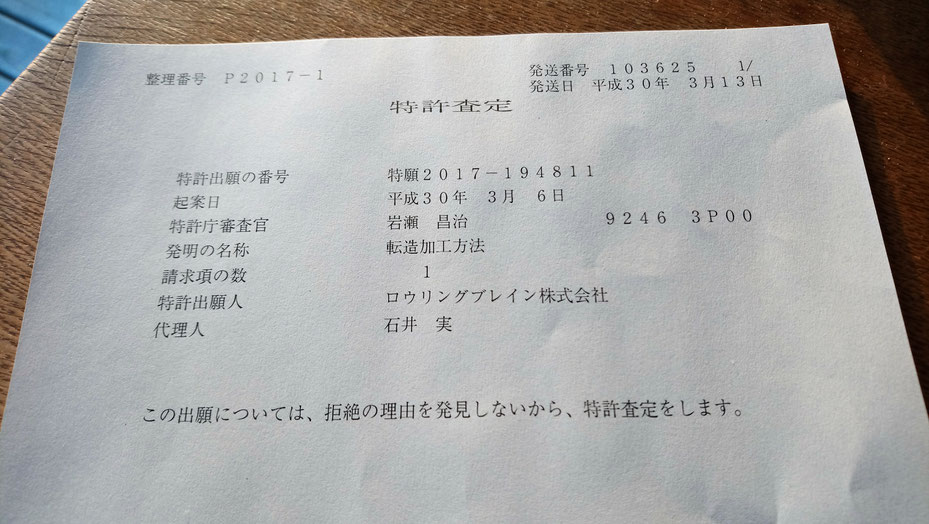 整理番号　Ｐ２０１７－１
発送番号　１０３６２５　　１/
発送日　平成３０年　３月１３日
特許査定
特許出願の番号　特願２０１７－１９４８１１
起案日　平成３０年　３月　６日
特許庁審査官　岩瀬　昌治　９２４６　３Ｐ００
発明の名称　転造加工方法
請求項の数　１
特許出願人　ロウリングブレイン株式会社
代理人　石井　実
この出願については、拒絶の理由を発見しないから、特許査定をします。